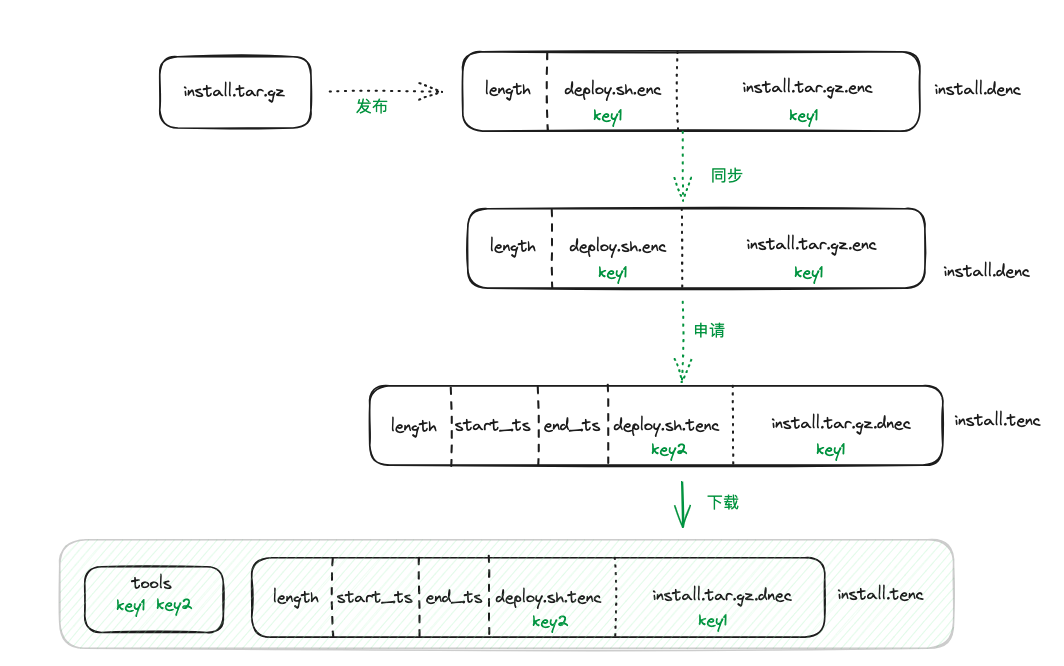 install.tar.gz
发布
length
deploy.sh.enc
key1
install.tar.gz.enc
key1
install.denc
同步
length
deploy.sh.enc
key1
install.tar.gz.enc
key1
install.denc
申请
length
start_ts
end_ts
deploy.sh.tenc
key2
install.tar.gz.dnec
key1
install.tenc
下载
tools
key1 key2
length
start_ts
end_ts
deploy.sh.tenc
key2
install.tar.gz.dnec
key1
install.tenc